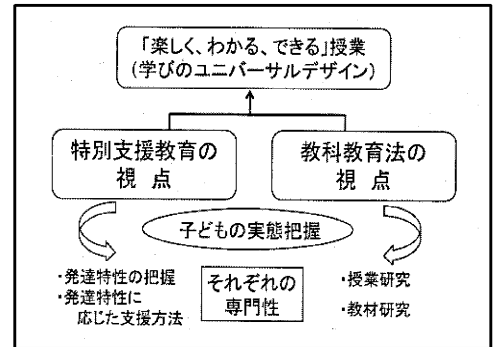 「楽しく、わかる、できる」授業
(学びのユニバーサルデザイン)
特別支援教育の
視 点
教科教育法の
視 点
子どもの実態把握
・発達特性の把握
・発達特性に
応じた支援方法
それぞれの
専門性
・授業研究
・教材研究